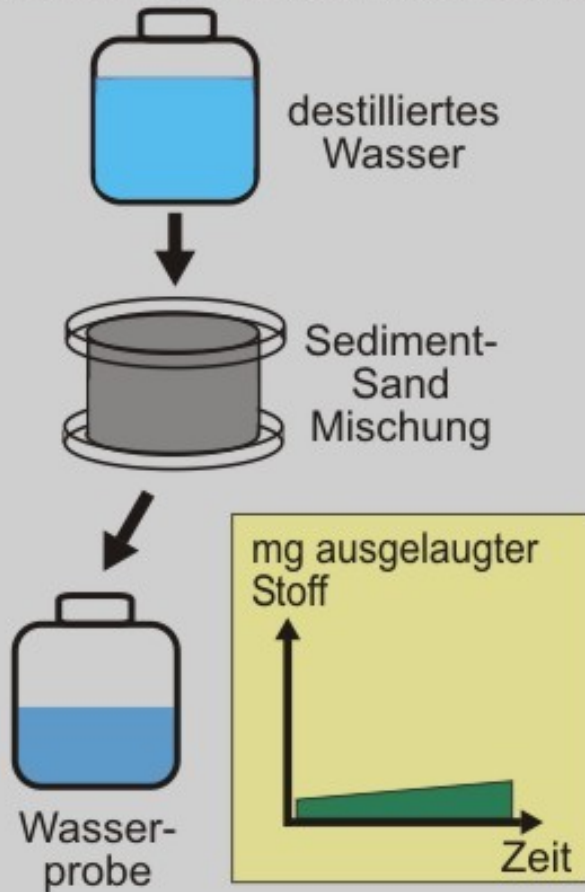 destilliertes
Wasser
Sediment-
Sand
Mischung
mg ausgelaugter
Stoff
Zeit
Wasser-
probe